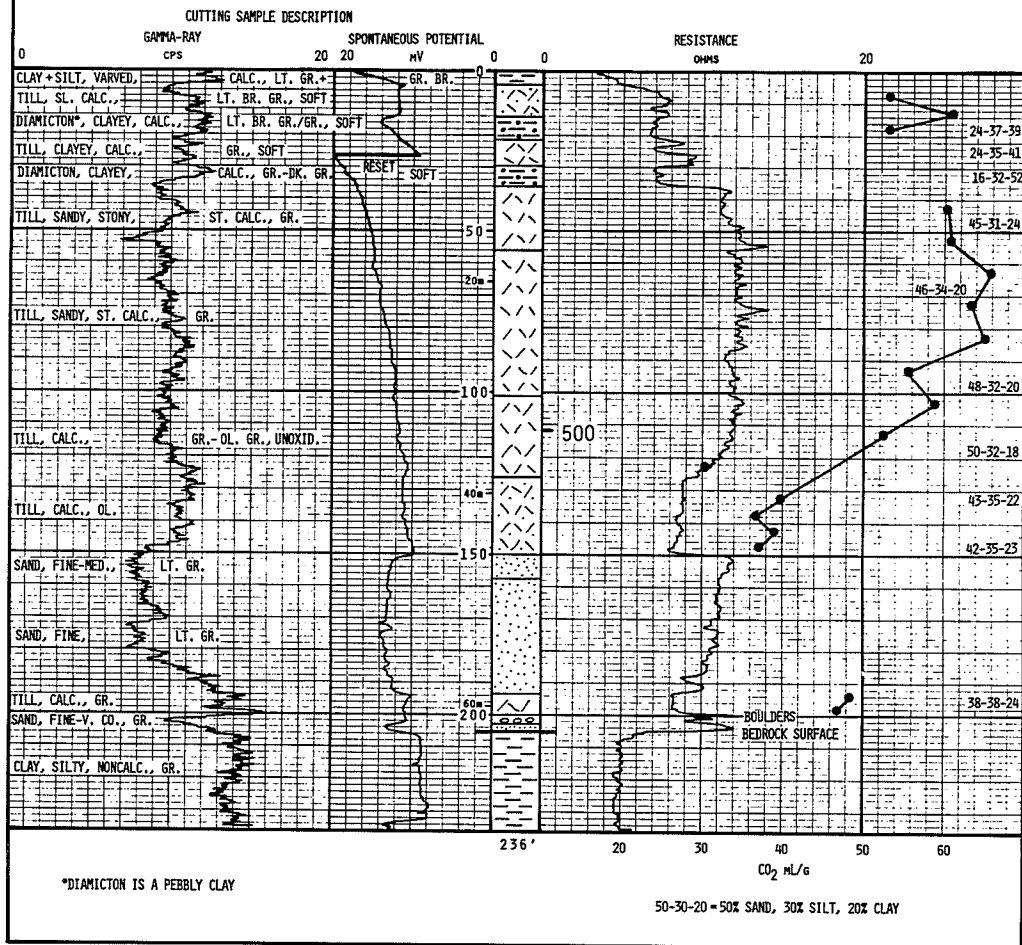 CUTTING SAMPLE DESCRIPTION
GAMMA-RAY SPONTANEOUS POTENTIAL RESISTANCE
0 CPS 20 20 MV 0 0 OHMS 20
CLAY+SILT, VARVED, CALC., LT. GR.+ GR. BR. 0
TILL, SL. CALC., LT. BR. GR., SOFT
DIAMICTON*, CLAYEY, CALC., LT. BR. GR./GR., SOFT 24-37-39
TILL, CLAYEY, CALC., GR., SOFT 24-35-41
RESET
DIAMICTON, CLAYEY, CALC., GR.-DK. GR. SOFT 16-32-52
TILL, SANDY, STONY, ST. CALC., GR. 45-31-24
50
20m 46-34-20
TILL, SANDY, ST. CALC., GR.
100 48-32-20
500
TILL, CALC., GR.-OL. GR., UNOXID. 50-32-18
40m 43-35-22
TILL, CALC., OL.
150 42-35-23
SAND, FINE-MED., LT. GR.
SAND, FINE, LT. GR.
TILL, CALC., GR. 60m 38-38-24
SAND, FINE-V. CO., GR. 200 BOULDERS
BEDROCK SURFACE
CLAY, SILTY, NONCALC., GR.
236'
20 30 40 50 60
CO2 ML/G
*DIAMICTON IS A PEBBLY CLAY
50-30-20=50% SAND, 30% SILT, 20% CLAY